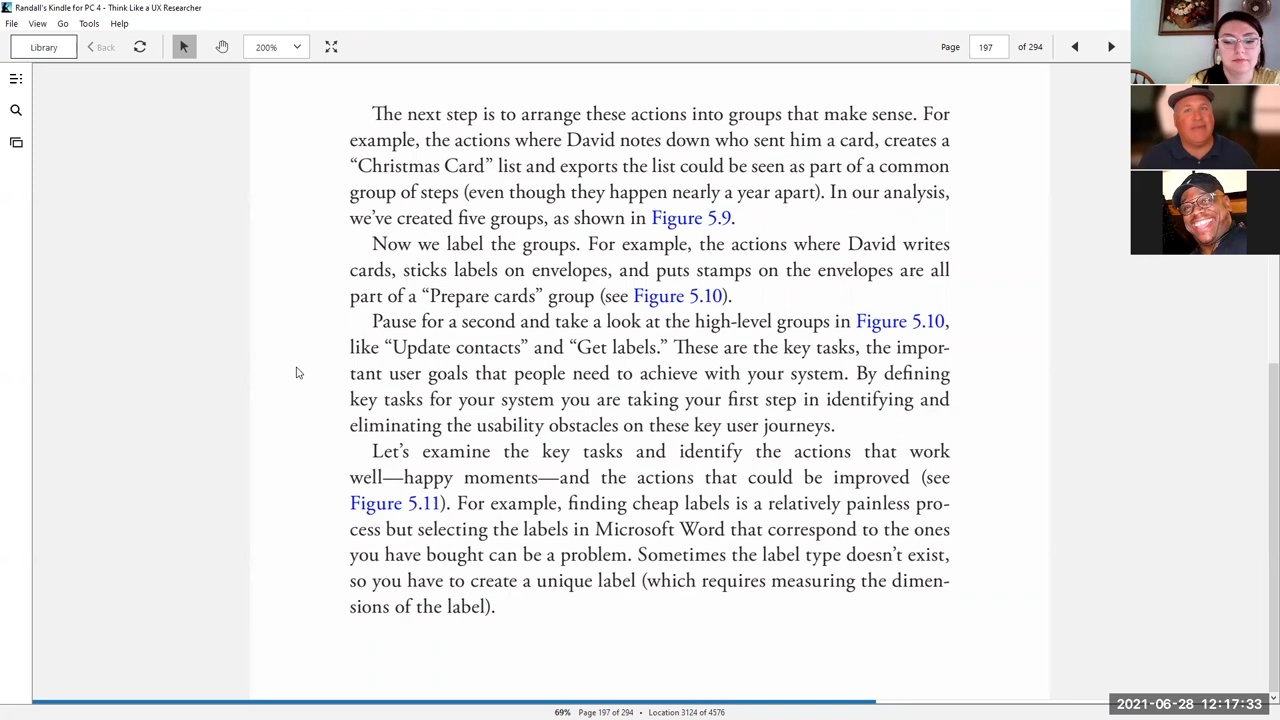 Randall's Kindle for PC 4 - Think Like a UX Researcher
File View Go Tools Help
Library Back 200% Page 197 of 294
The next step is to arrange these actions into groups that make sense. For
example, the actions where David notes down who sent him a card, creates a
“Christmas Card” list and exports the list could be seen as part of a common
group of steps (even though they happen nearly a year apart). In our analysis,
we’ve created five groups, as shown in Figure 5.9.
Now we label the groups. For example, the actions where David writes
cards, sticks labels on envelopes, and puts stamps on the envelopes are all
part of a “Prepare cards” group (see Figure 5.10).
Pause for a second and take a look at the high-level groups in Figure 5.10,
like “Update contacts” and “Get labels.” These are the key tasks, the impor-
tant user goals that people need to achieve with your system. By defining
key tasks for your system you are taking your first step in identifying and
eliminating the usability obstacles on these key user journeys.
Let’s examine the key tasks and identify the actions that work
well—happy moments—and the actions that could be improved (see
Figure 5.11). For example, finding cheap labels is a relatively painless pro-
cess but selecting the labels in Microsoft Word that correspond to the ones
you have bought can be a problem. Sometimes the label type doesn’t exist,
so you have to create a unique label (which requires measuring the dimen-
sions of the label).
69% Page 197 of 294 • Location 3124 of 4576
2021-06-28 12:17:33